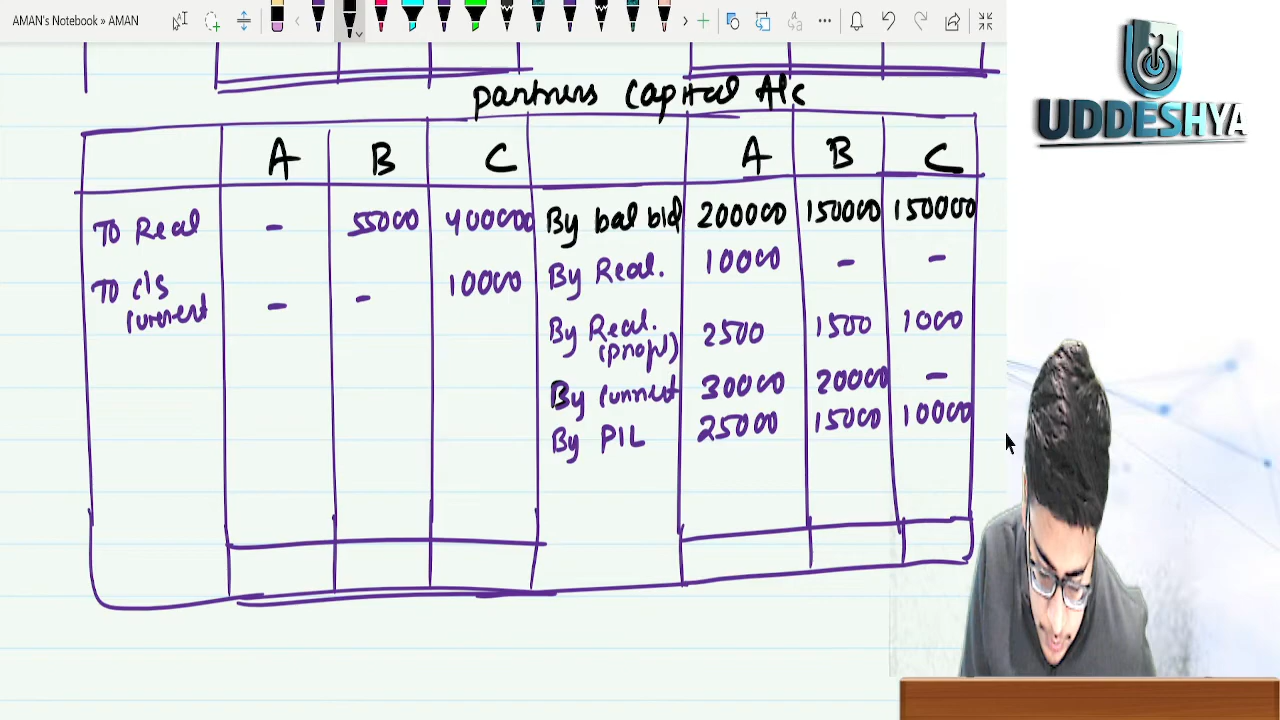 AMAN's Notebook » AMAN
UDDESHYA
partners Capital A/c
A B C A B C
To Real - 55000 400000 By bal b/d 200000 150000 150000
To c/s current - - 10000 By Real. 10000 - -
By Real. (profit) 2500 1500 1000
By current 30000 20000 -
By P/L 25000 15000 10000